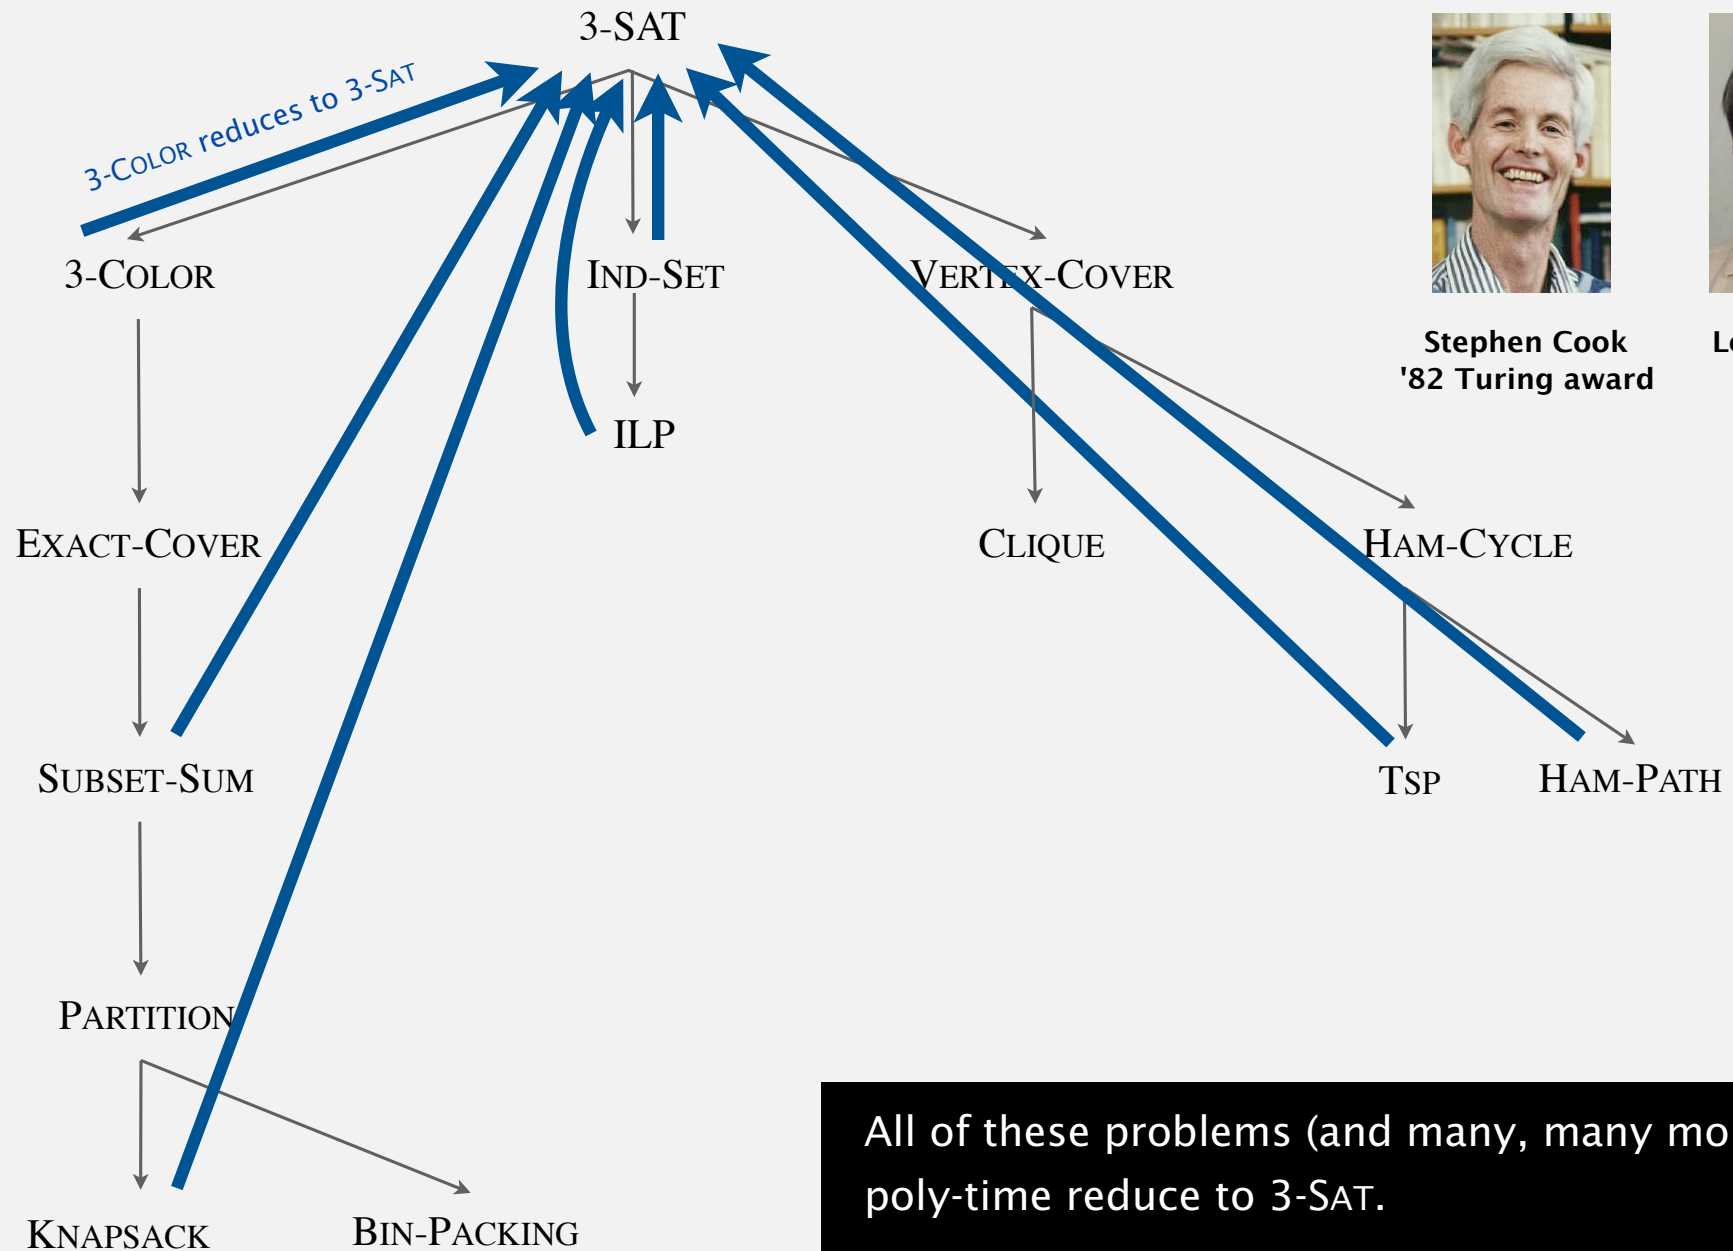 3-SAT
3-COLOR reduces to 3-SAT
3-COLOR
IND-SET
VERTEX-COVER
Stephen Cook
'82 Turing award
ILP
EXACT-COVER
CLIQUE
HAM-CYCLE
SUBSET-SUM
TSP
HAM-PATH
PARTITION
All of these problems (and many, many
poly-time reduce to 3-SAT.
KNAPSACK
BIN-PACKING